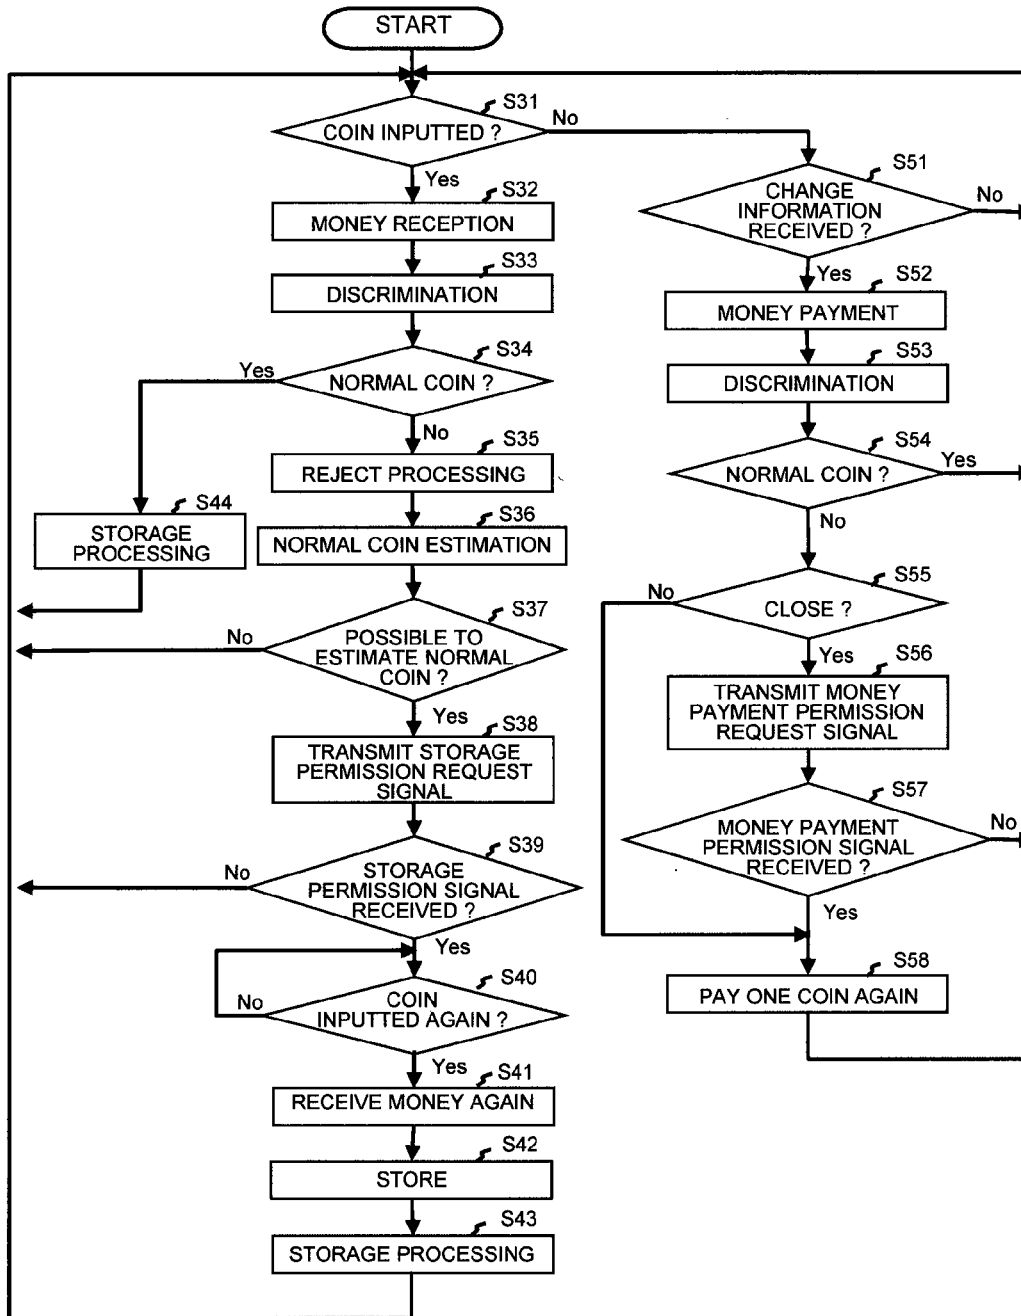 START
S31
COIN INPUTTED ?
No
Yes
S32
MONEY RECEPTION
S33
DISCRIMINATION
S34
NORMAL COIN ?
Yes
No
S35
REJECT PROCESSING
S44
STORAGE
PROCESSING
S36
NORMAL COIN ESTIMATION
S37
POSSIBLE TO
ESTIMATE NORMAL
COIN ?
No
Yes
S38
TRANSMIT STORAGE
PERMISSION REQUEST
SIGNAL
S39
STORAGE
PERMISSION SIGNAL
RECEIVED ?
No
Yes
S40
COIN
INPUTTED AGAIN ?
No
Yes
S41
RECEIVE MONEY AGAIN
S42
STORE
S43
STORAGE PROCESSING
S51
CHANGE
INFORMATION
RECEIVED ?
No
Yes
S52
MONEY PAYMENT
S53
DISCRIMINATION
S54
NORMAL COIN ?
Yes
No
S55
CLOSE ?
No
Yes
S56
TRANSMIT MONEY
PAYMENT PERMISSION
REQUEST SIGNAL
S57
MONEY PAYMENT
PERMISSION SIGNAL
RECEIVED ?
No
Yes
S58
PAY ONE COIN AGAIN